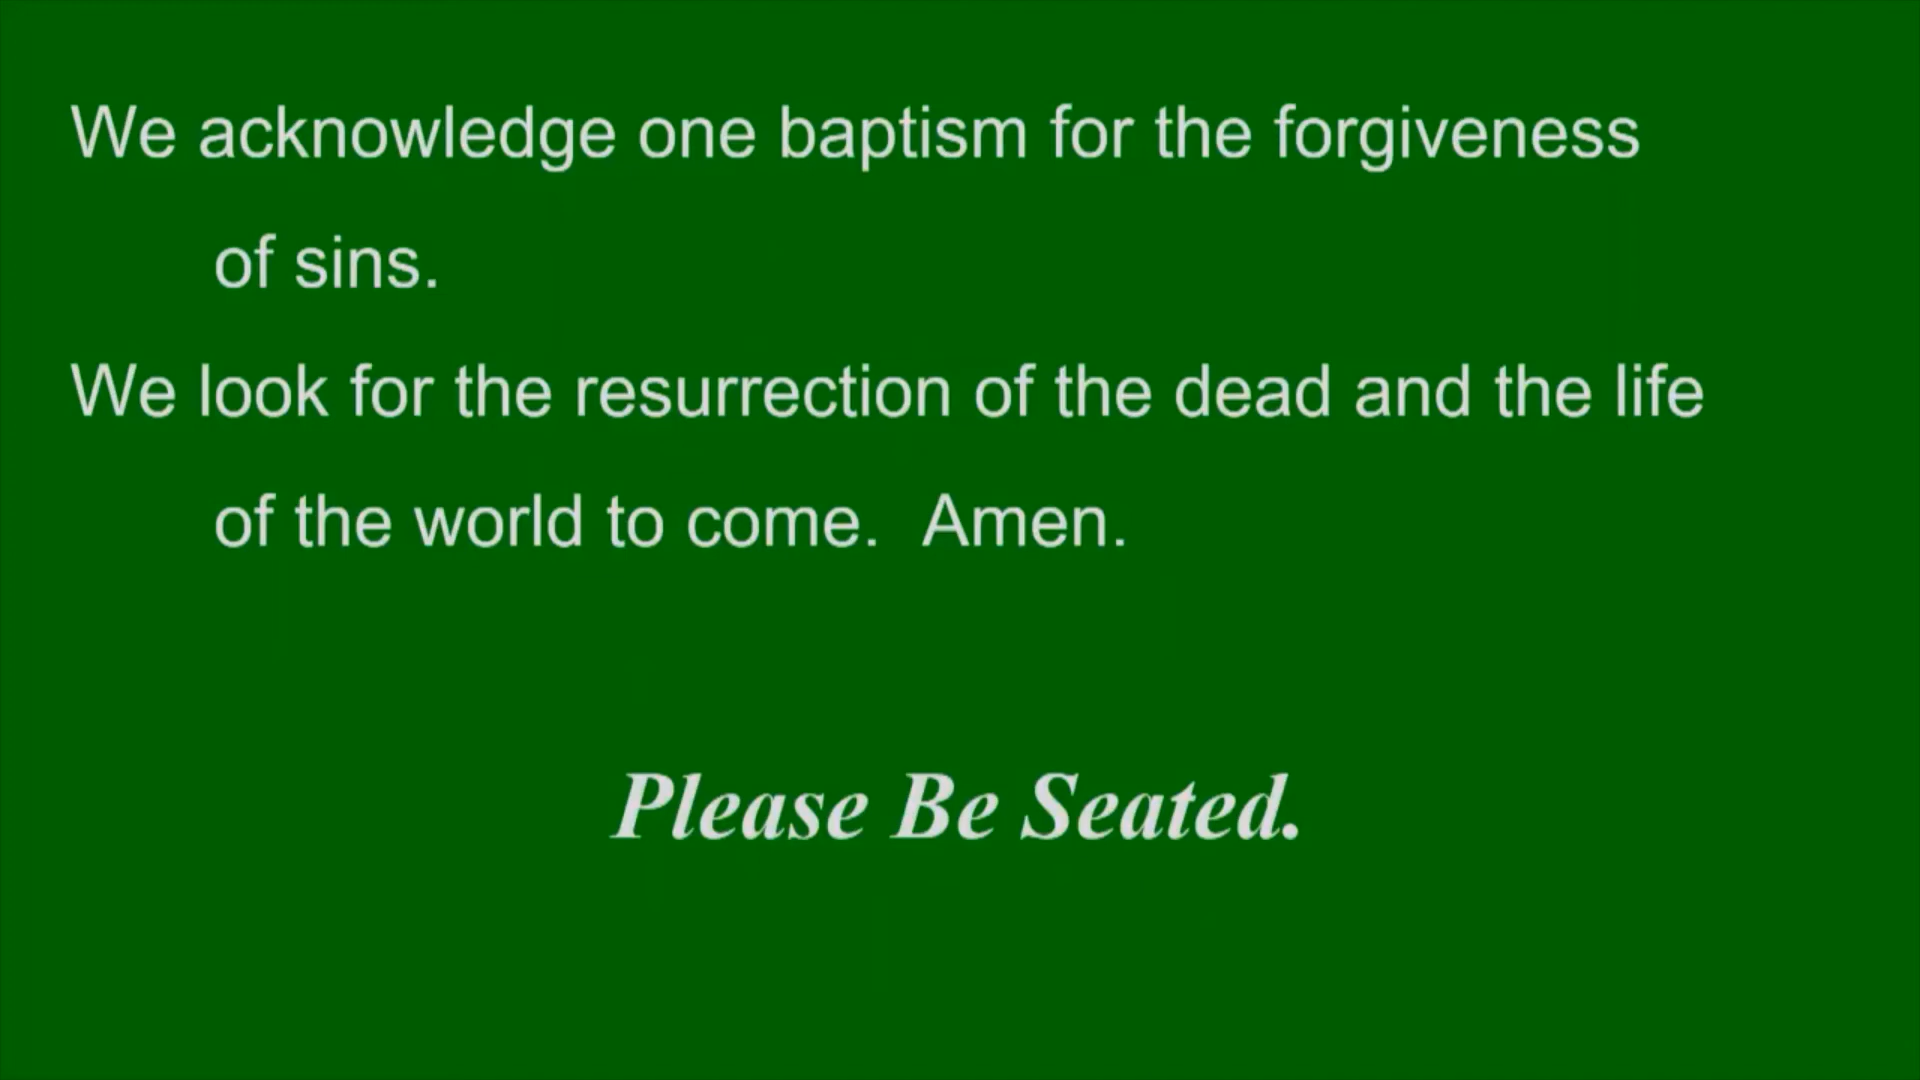 We acknowledge one baptism for the forgiveness
of sins.
We look for the resurrection of the dead and the life
of the world to come.  Amen.
Please Be Seated.